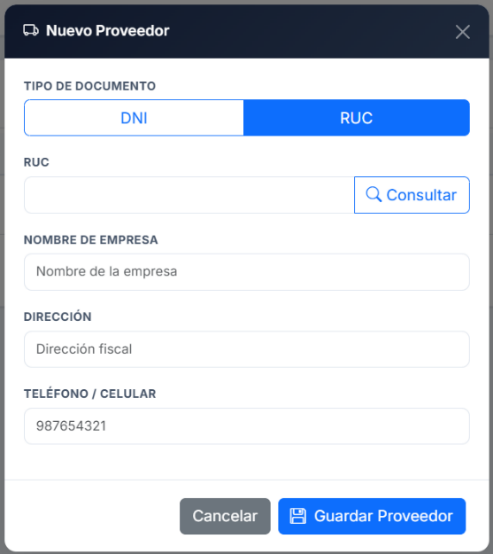 Nuevo Proveedor
TIPO DE DOCUMENTO
DNI RUC
RUC
Consultar
NOMBRE DE EMPRESA
Nombre de la empresa
DIRECCIÓN
Dirección fiscal
TELÉFONO / CELULAR
987654321
Cancelar Guardar Proveedor